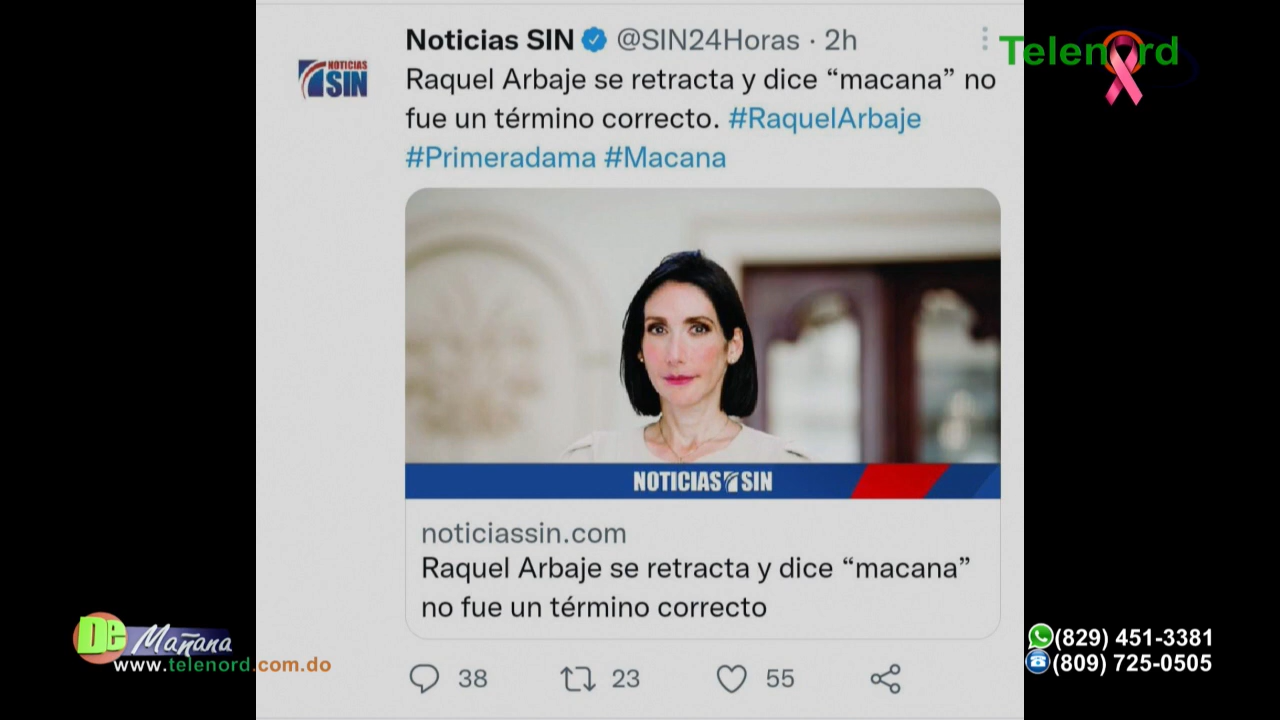 Noticias SIN @SIN24Horas · 2h
NOTICIAS
SIN
Raquel Arbaje se retracta y dice “macana” no
fue un término correcto. #RaquelArbaje
#Primeradama #Macana
NOTICIAS SIN
noticiassin.com
Raquel Arbaje se retracta y dice “macana”
no fue un término correcto
38 23 55
Telenord
De Mañana
www.telenord.com.do
(829) 451-3381
(809) 725-0505